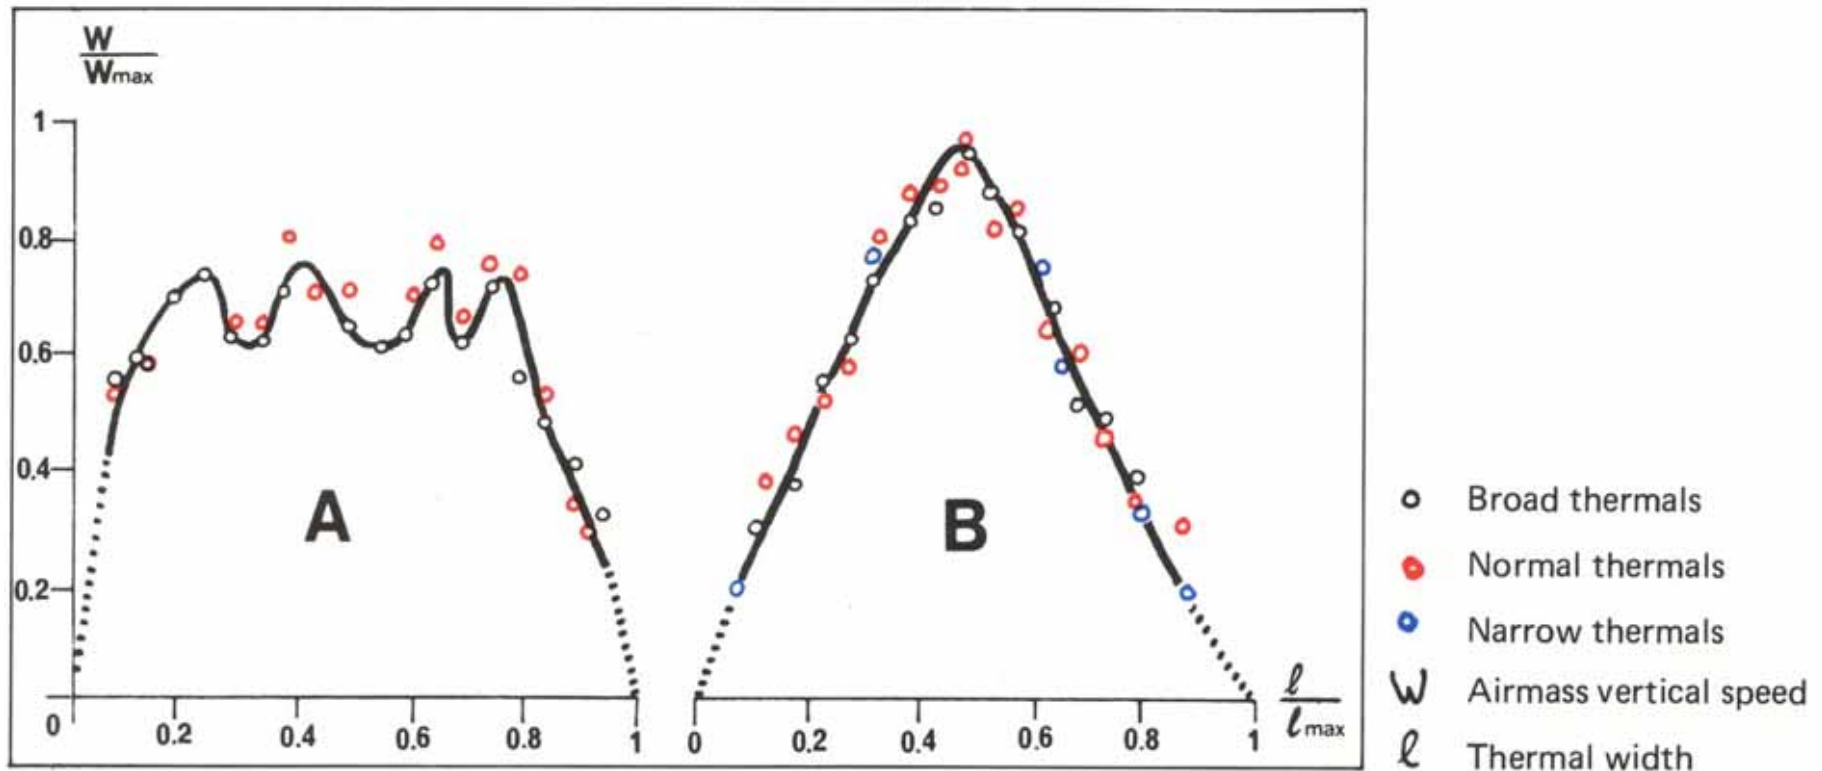 W
Wmax
1
0.8
0.6
0.4
0.2
A
B
0
0.2
0.4
0.6
0.8
1
0
0.2
0.4
0.6
0.8
1
ℓ
ℓmax
Broad thermals
Normal thermals
Narrow thermals
W Airmass vertical speed
ℓ Thermal width